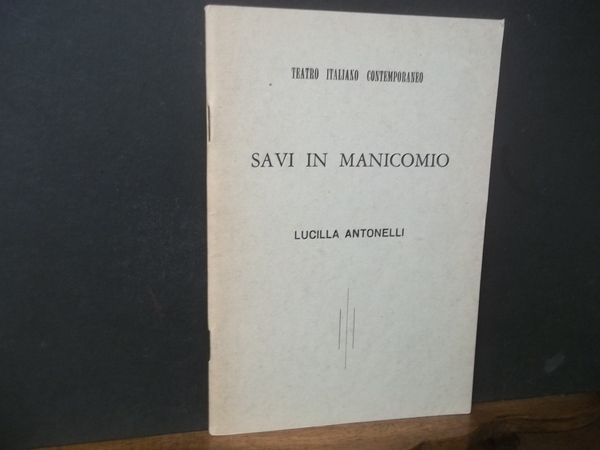 TEATRO ITALIANO CONTEMPORANEO
SAVI IN MANICOMIO
LUCILLA ANTONELLI